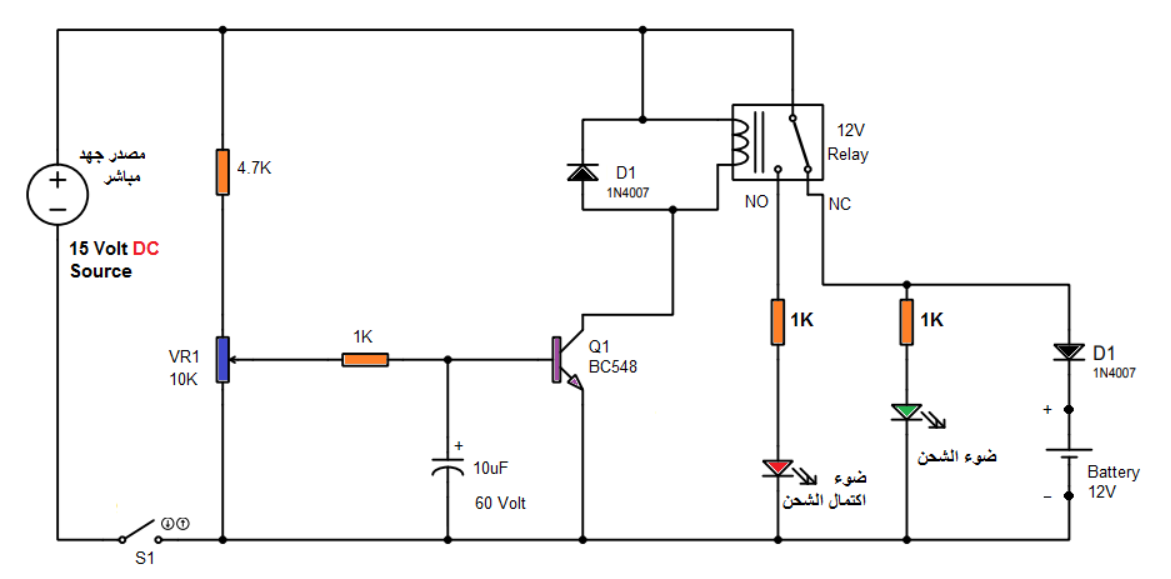 مصدر جهد
مباشر
15 Volt DC
Source
4.7K
VR1
10K
1K
10uF
60 Volt
S1
D1
1N4007
Q1
BC548
12V
Relay
NO
NC
1K
1K
ضوء
اكتمال الشحن
ضوء الشحن
D1
1N4007
Battery
12V